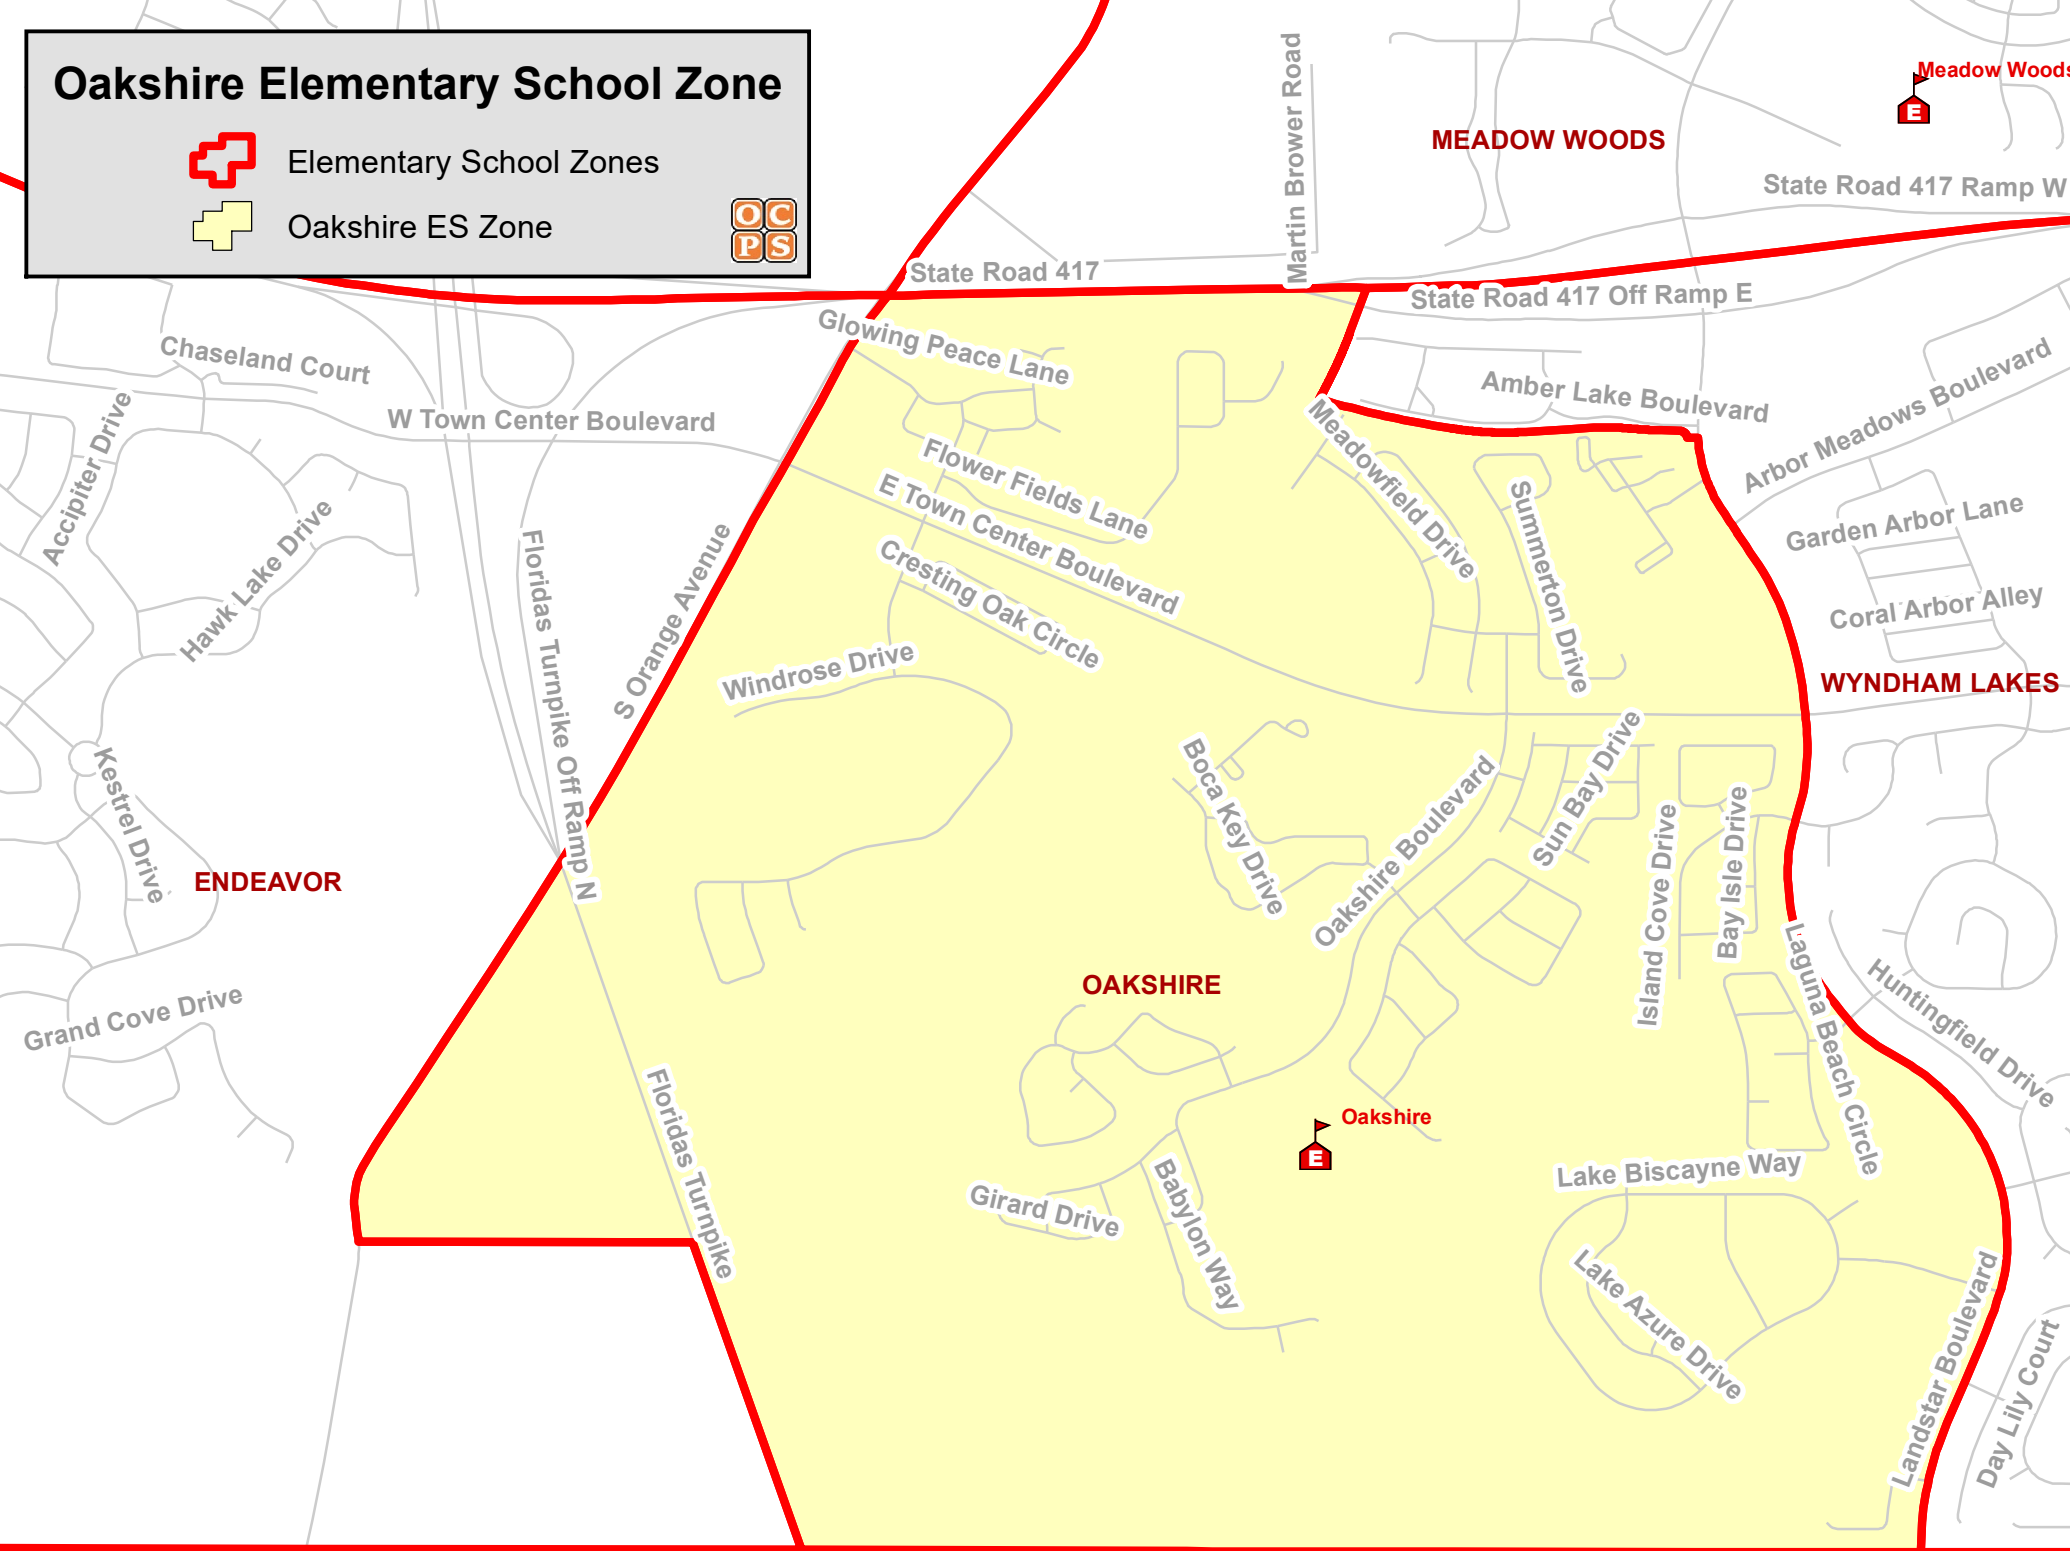 Oakshire Elementary School Zone
Elementary School Zones
Oakshire ES Zone
O C
P S
Meadow Woods
E
MEADOW WOODS
Martin Brower Road
State Road 417 Ramp W
State Road 417
State Road 417 Off Ramp E
Glowing Peace Lane
Chaseland Court
Amber Lake Boulevard
Arbor Meadows Boulevard
Accipiter Drive
W Town Center Boulevard
Meadowfield Drive
Flower Fields Lane
E Town Center Boulevard
Summerton Drive
Garden Arbor Lane
Hawk Lake Drive
Floridas Turnpike Off Ramp N
S Orange Avenue
Cresting Oak Circle
Coral Arbor Alley
Windrose Drive
WYNDHAM LAKES
Kestrel Drive
Boca Key Drive
Oakshire Boulevard
Sun Bay Drive
Island Cove Drive
Bay Isle Drive
ENDEAVOR
Laguna Beach Circle
Huntingfield Drive
OAKSHIRE
Grand Cove Drive
Floridas Turnpike
Oakshire
E
Lake Biscayne Way
Girard Drive
Babylon Way
Lake Azure Drive
Landstar Boulevard
Day Lily Court